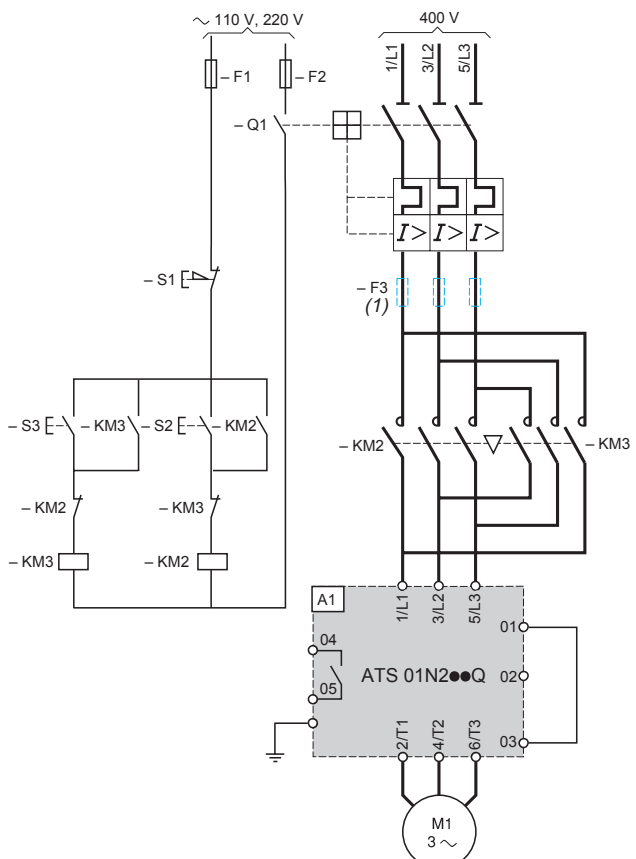 110 V, 220 V
400 V
1/L1
3/L2
5/L3
– F1
– F2
– Q1
I>
I>
I>
– S1
– F3
(1)
– S3
– KM3
– S2
– KM2
– KM2
– KM3
– KM2
– KM3
– KM3
– KM2
A1
1/L1
3/L2
5/L3
01
04
ATS 01N2●●Q
02
05
03
2/T1
4/T2
6/T3
M1
3 ~